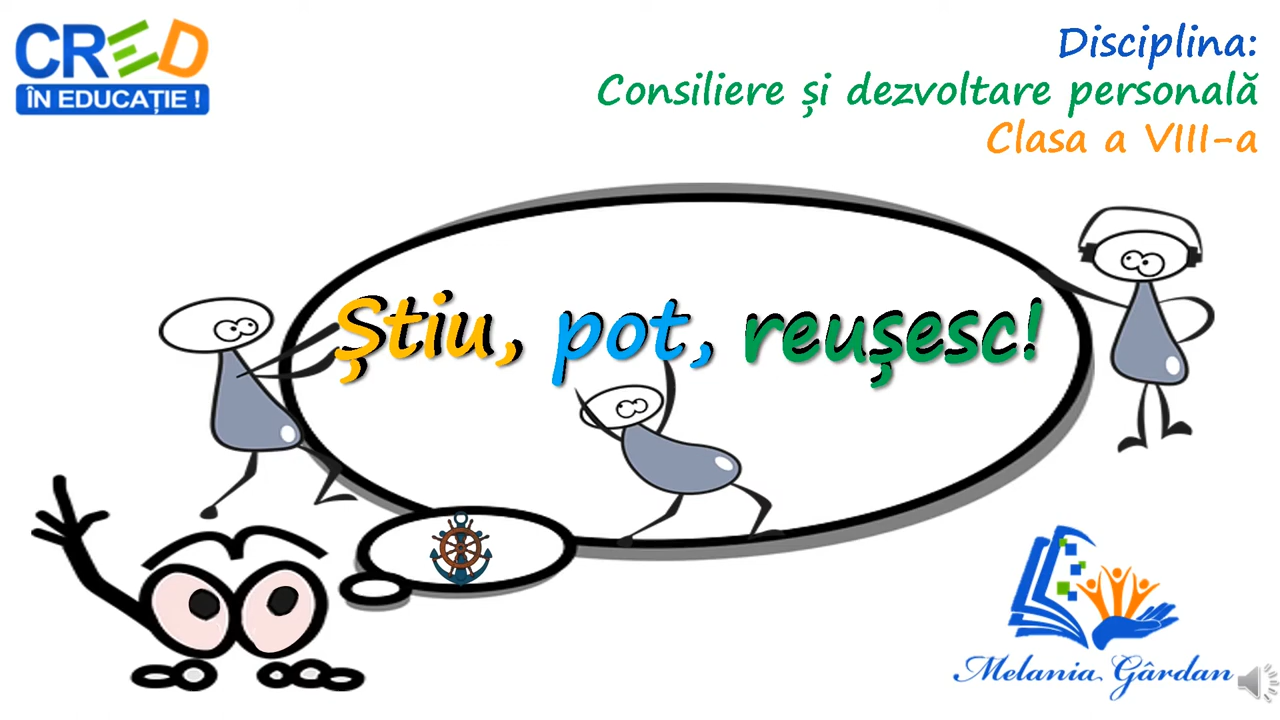 CRED
ÎN EDUCAȚIE !
Disciplina:
Consiliere și dezvoltare personală
Clasa a VIII-a
Știu, pot, reușesc!
Melania Gârdan